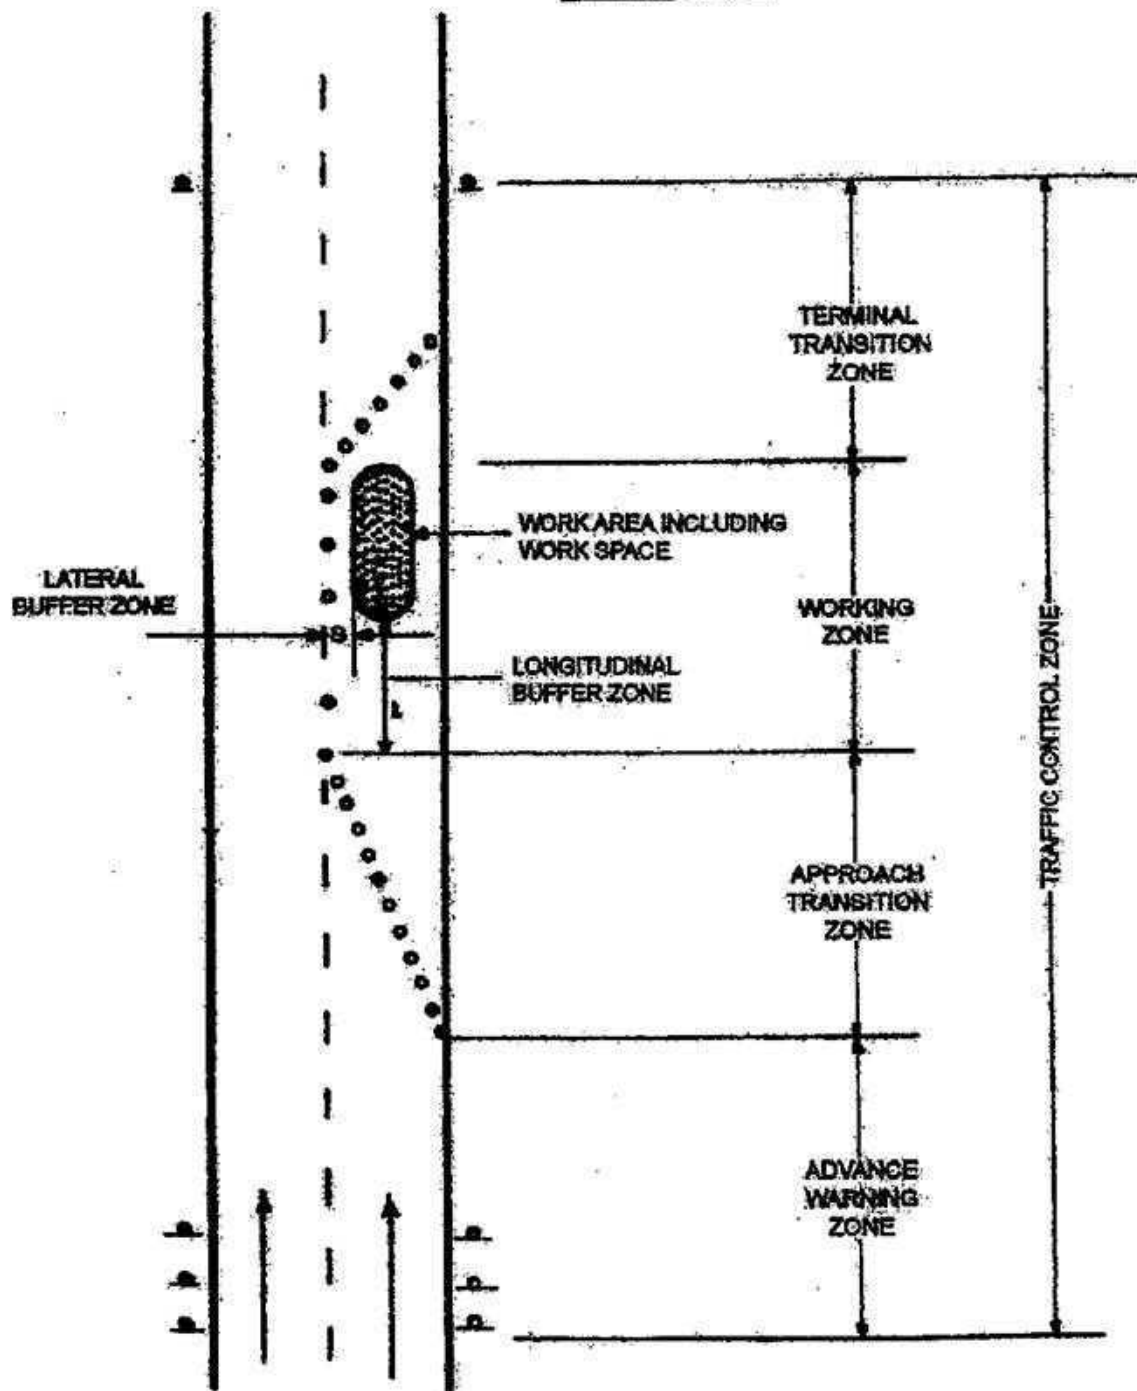 TERMINAL
TRANSITION
ZONE
WORK AREA INCLUDING
WORK SPACE
LATERAL
BUFFER ZONE
S
WORKING
ZONE
LONGITUDINAL
BUFFER ZONE
L
TRAFFIC CONTROL ZONE
APPROACH
TRANSITION
ZONE
ADVANCE
WARNING
ZONE